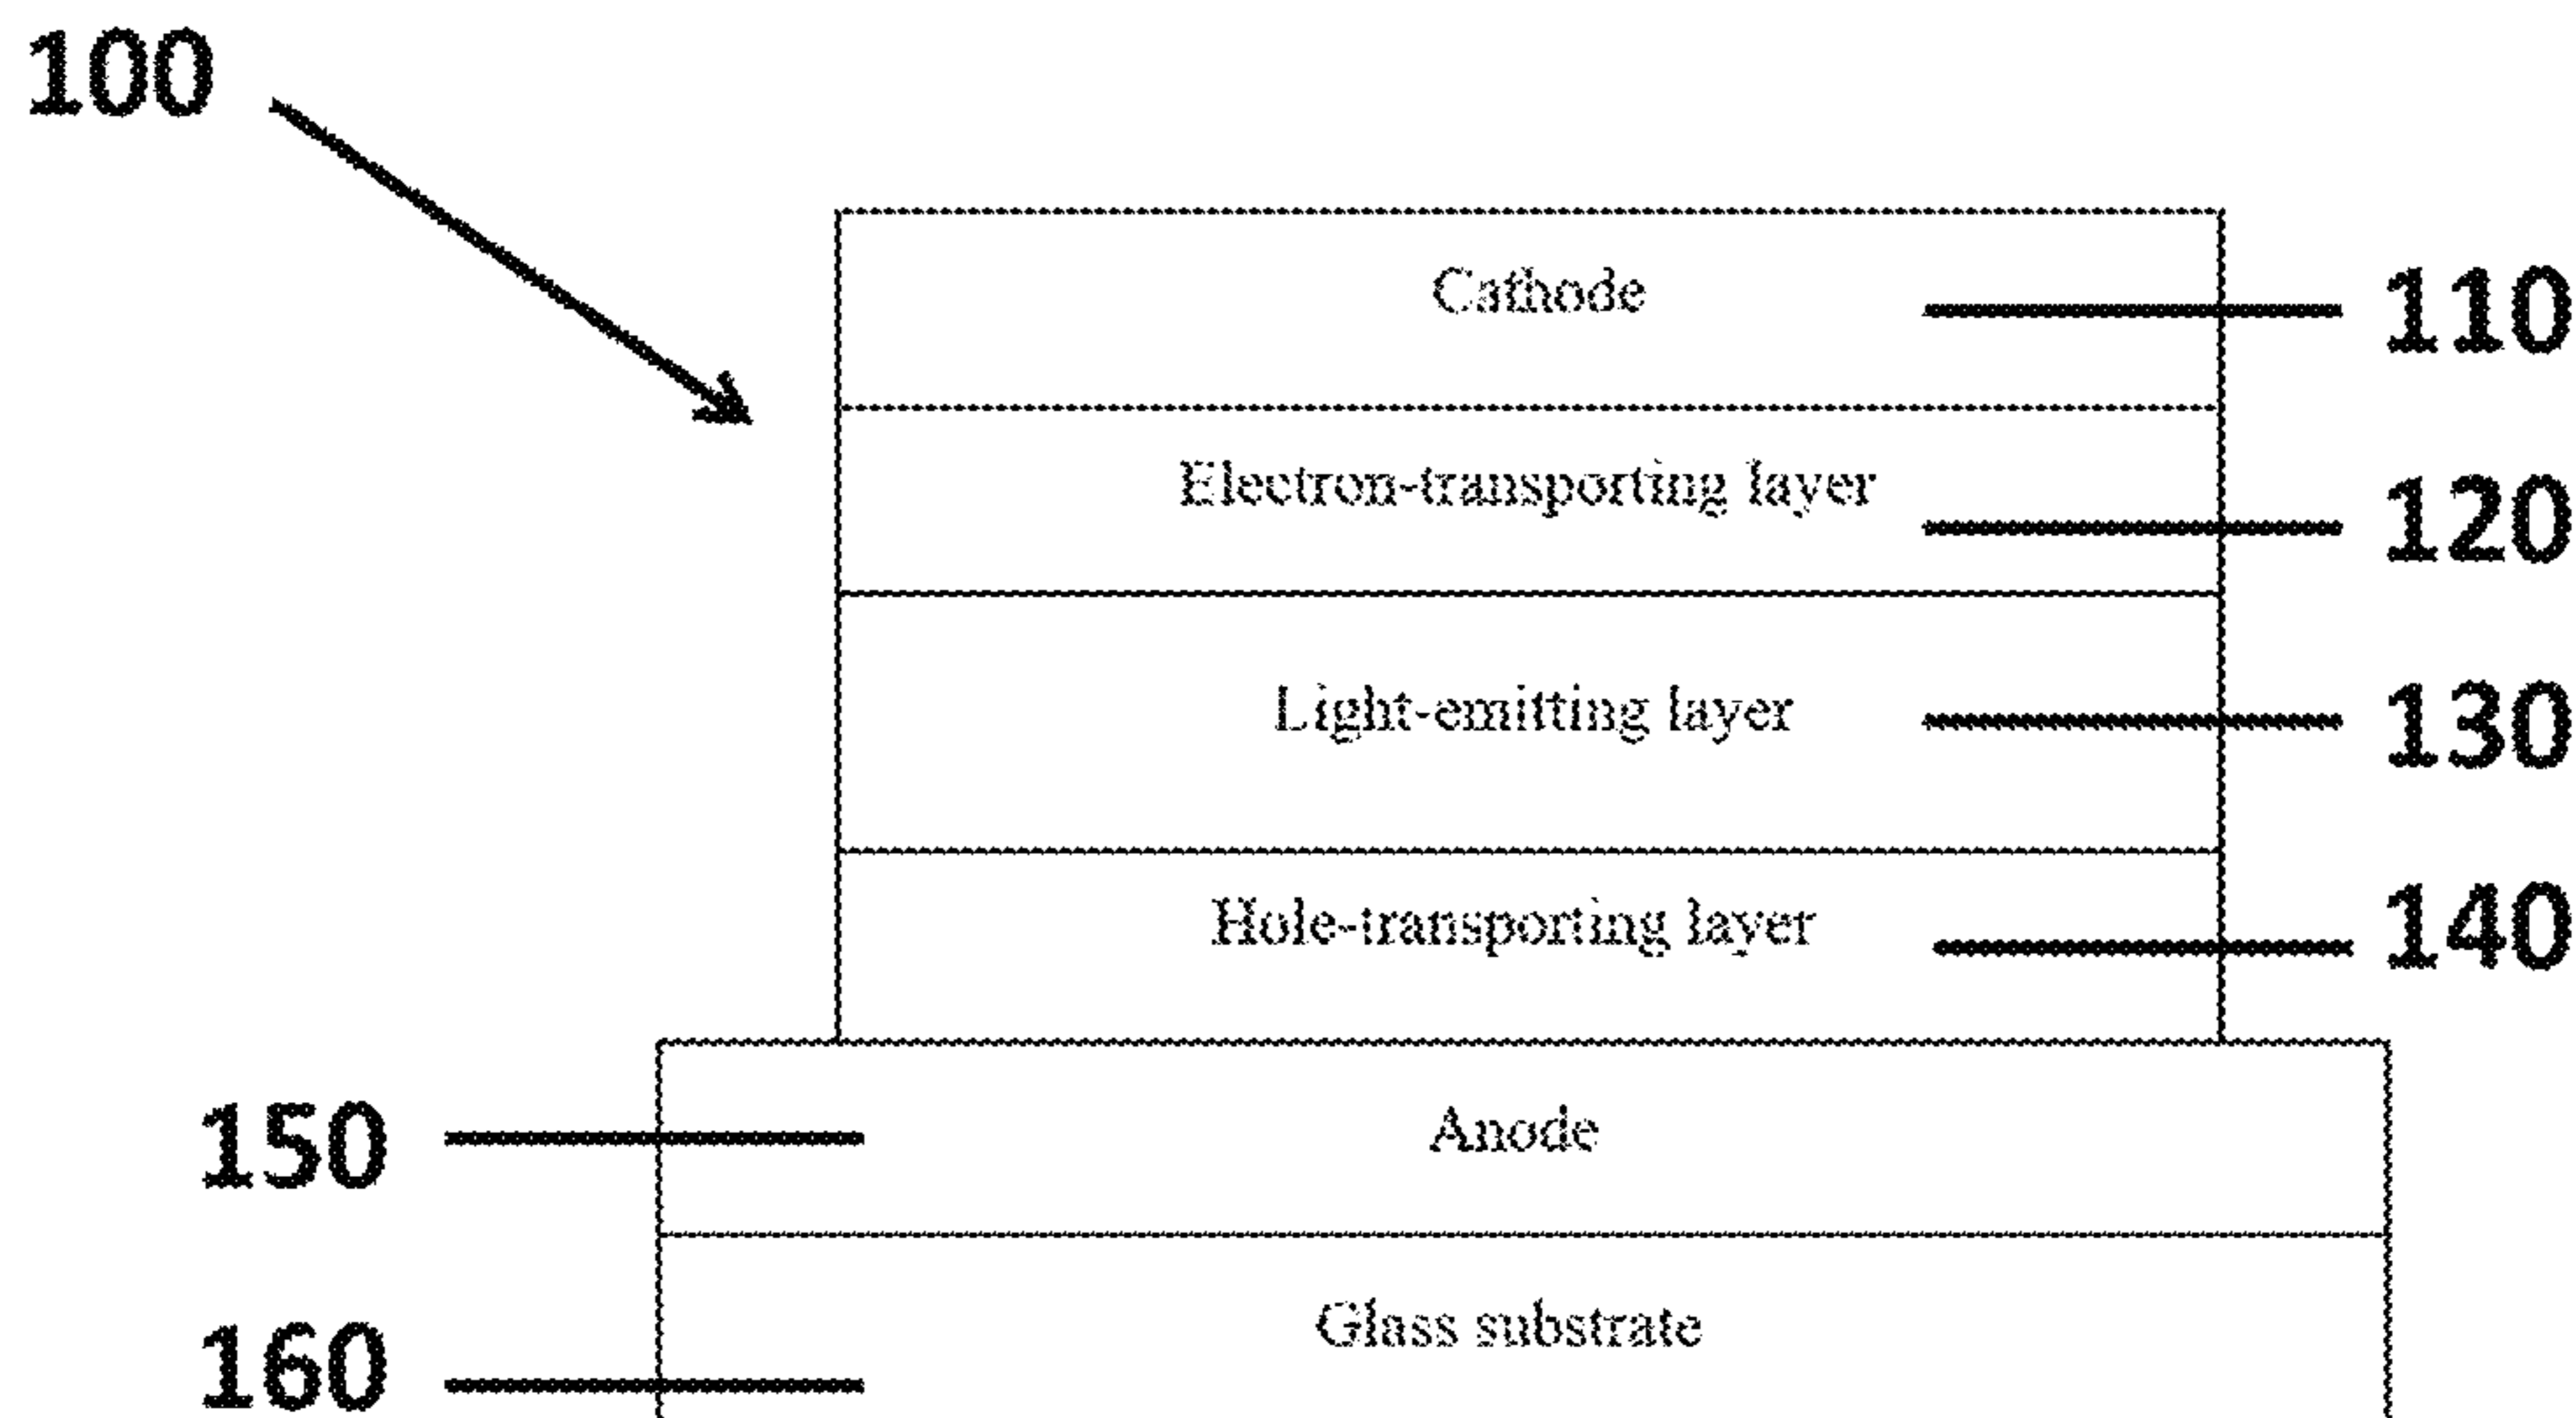 100
Cathode 110
Electron-transporting layer 120
Light-emitting layer 130
Hole-transporting layer 140
150 Anode
160 Glass substrate